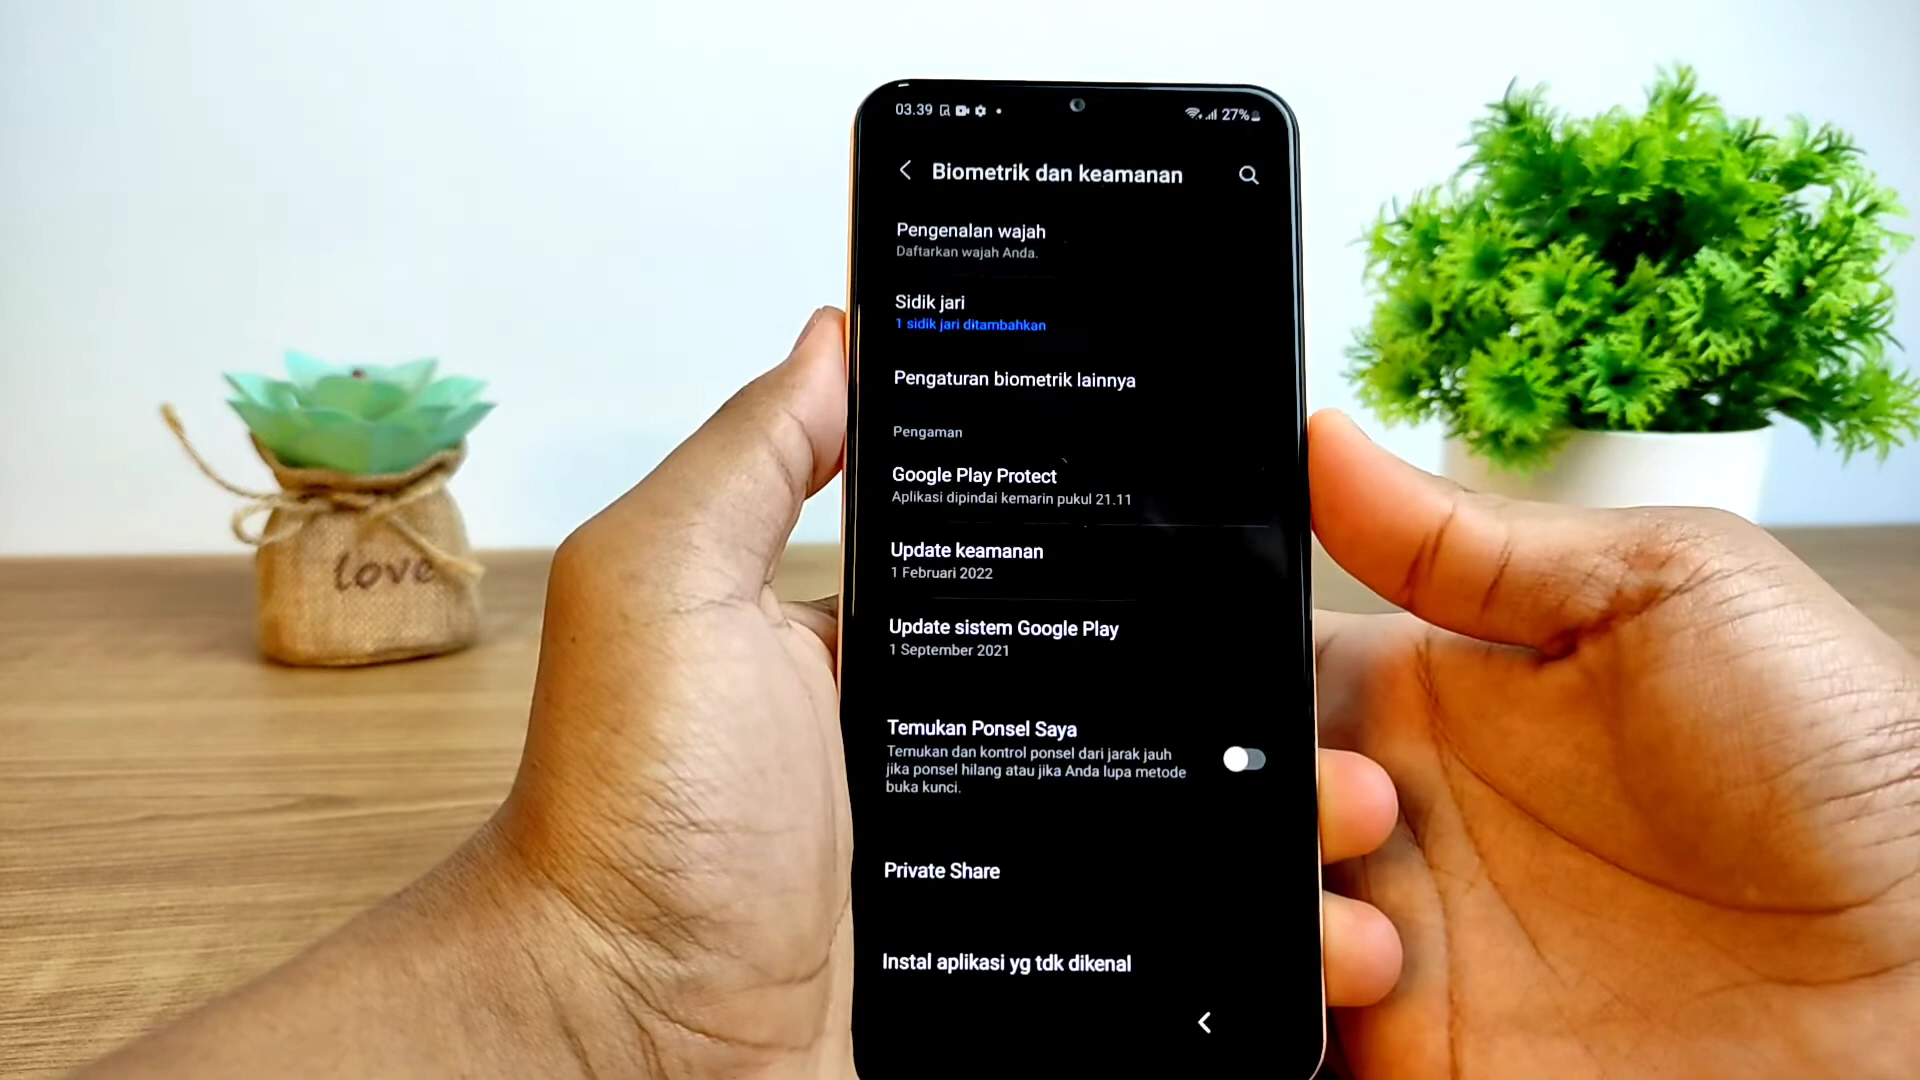 03.39
27%
Biometrik dan keamanan
Pengenalan wajah
Daftarkan wajah Anda.
Sidik jari
1 sidik jari ditambahkan
Pengaturan biometrik lainnya
Pengaman
Google Play Protect
Aplikasi dipindai kemarin pukul 21.11
Update keamanan
1 Februari 2022
Update sistem Google Play
1 September 2021
Temukan Ponsel Saya
Temukan dan kontrol ponsel dari jarak jauh
jika ponsel hilang atau jika Anda lupa metode
buka kunci.
Private Share
Instal aplikasi yg tdk dikenal
love